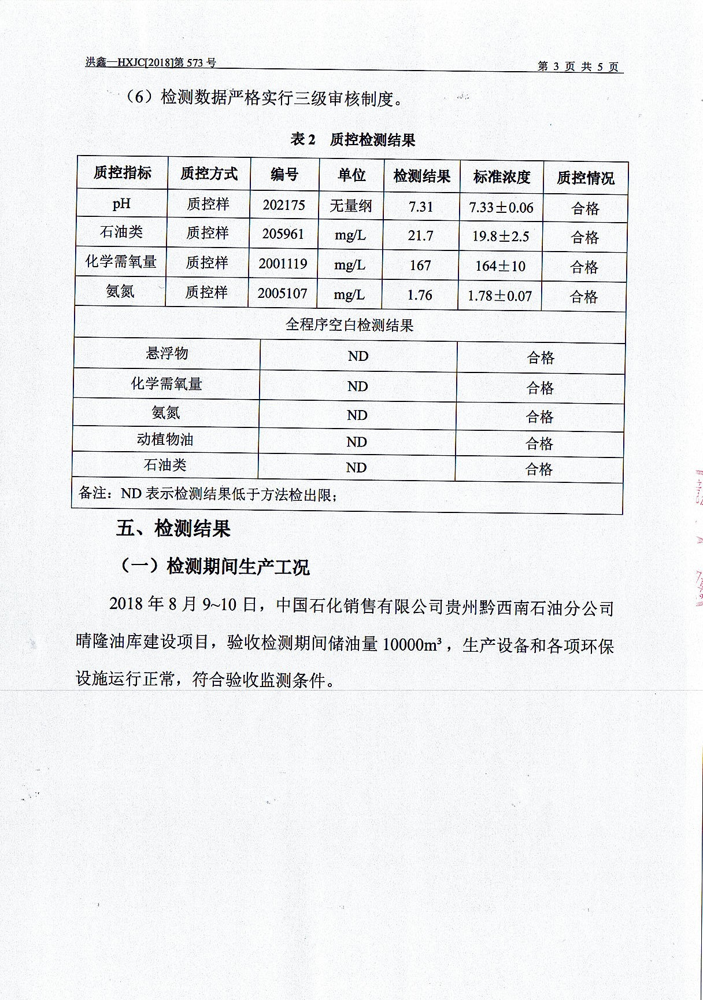 洪鑫—HXJC[2018]第 573 号
第 3 页 共 5 页
（6）检测数据严格实行三级审核制度。
表 2 质控检测结果
质控指标 质控方式 编号 单位 检测结果 标准浓度 质控情况
pH 质控样 202175 无量纲 7.31 7.33±0.06 合格
石油类 质控样 205961 mg/L 21.7 19.8±2.5 合格
化学需氧量 质控样 2001119 mg/L 167 164±10 合格
氨氮 质控样 2005107 mg/L 1.76 1.78±0.07 合格
全程序空白检测结果
悬浮物 ND 合格
化学需氧量 ND 合格
氨氮 ND 合格
动植物油 ND 合格
石油类 ND 合格
备注：ND 表示检测结果低于方法检出限；
五、检测结果
（一）检测期间生产工况
2018 年 8 月 9~10 日，中国石化销售有限公司贵州黔西南石油分公司
晴隆油库建设项目，验收检测期间储油量 10000m³，生产设备和各项环保
设施运行正常，符合验收监测条件。